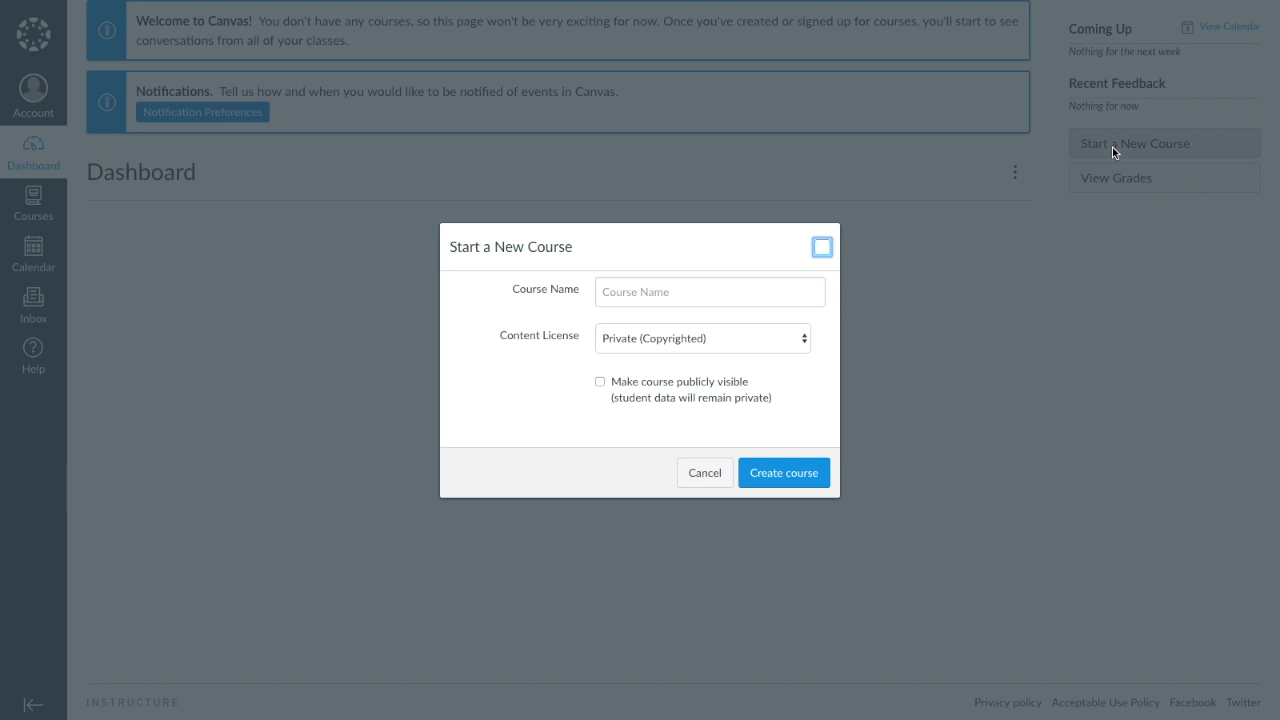 Welcome to Canvas! You don't have any courses, so this page won't be very exciting for now. Once you've created or signed up for courses, you'll start to see
conversations from all of your classes.
Notifications. Tell us how and when you would like to be notified of events in Canvas.
Notification Preferences
Coming Up
View Calendar
Nothing for the next week
Recent Feedback
Nothing for now
Start a New Course
View Grades
Account
Dashboard
Courses
Calendar
Inbox
Help
Dashboard
Start a New Course
Course Name
Course Name
Content License
Private (Copyrighted)
Make course publicly visible
(student data will remain private)
Cancel
Create course
INSTRUCTURE
Privacy policy
Acceptable Use Policy
Facebook
Twitter